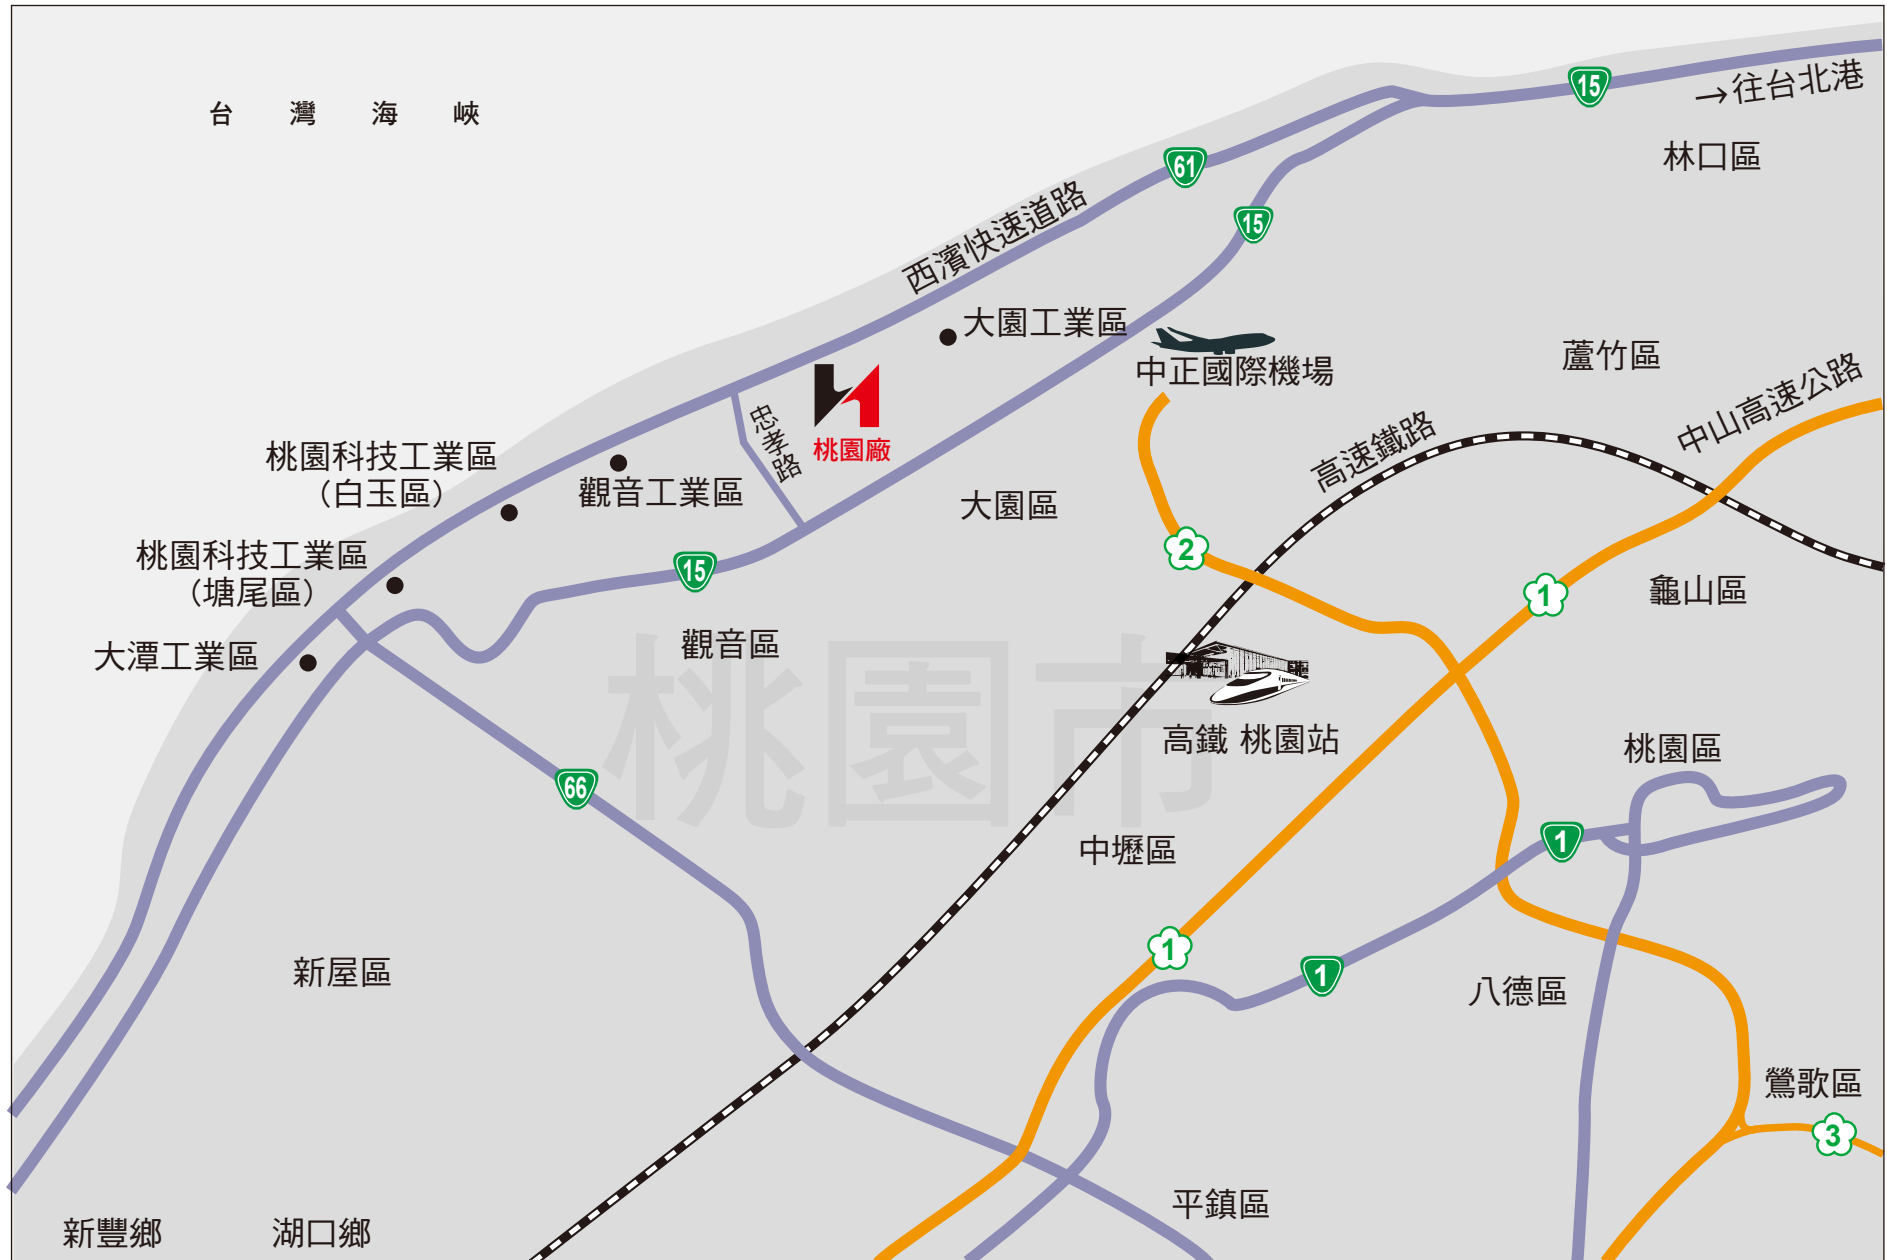 台灣海峽
15
→往台北港
林口區
61
15
西濱快速道路
大園工業區
中正國際機場
蘆竹區
中山高速公路
忠孝路
桃園廠
高速鐵路
桃園科技工業區
（白玉區）
觀音工業區
大園區
2
桃園科技工業區
（塘尾區）
15
1
龜山區
大潭工業區
觀音區
桃園市
高鐵 桃園站
桃園區
66
中壢區
1
1
1
新屋區
八德區
鶯歌區
3
平鎮區
新豐鄉
湖口鄉